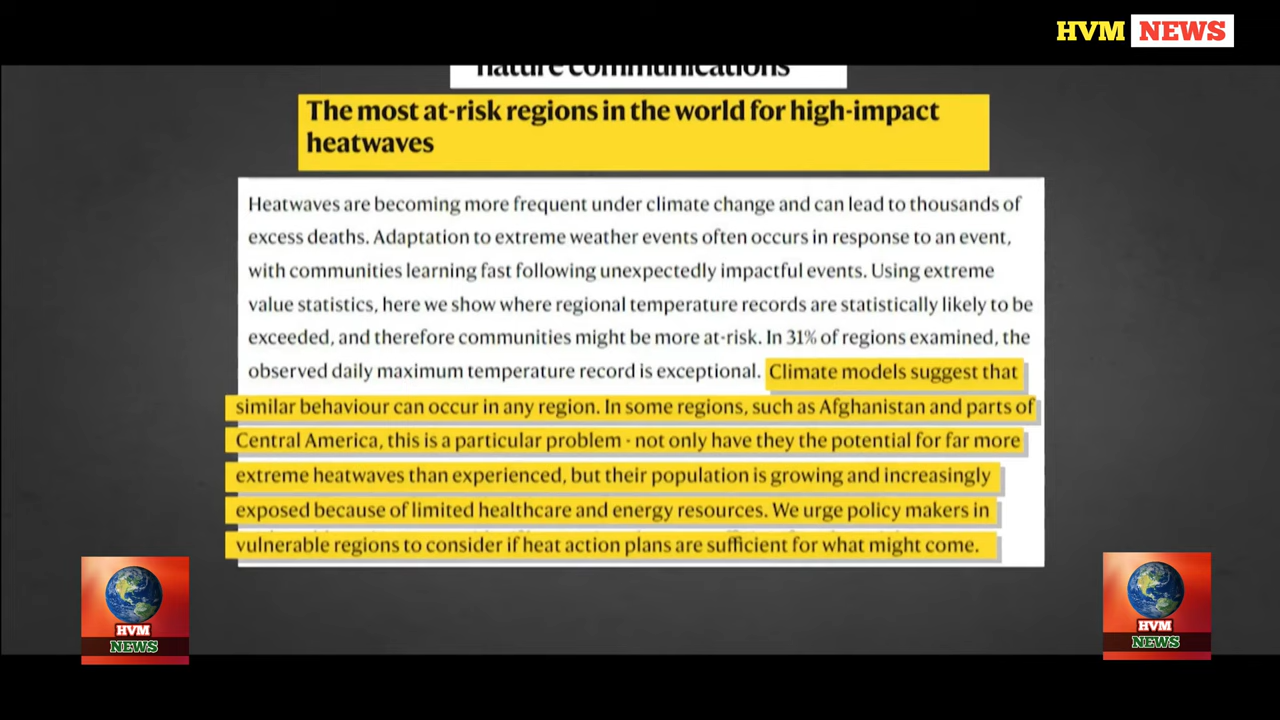 HVM NEWS
nature communications
The most at-risk regions in the world for high-impact
heatwaves
Heatwaves are becoming more frequent under climate change and can lead to thousands of
excess deaths. Adaptation to extreme weather events often occurs in response to an event,
with communities learning fast following unexpectedly impactful events. Using extreme
value statistics, here we show where regional temperature records are statistically likely to be
exceeded, and therefore communities might be more at-risk. In 31% of regions examined, the
observed daily maximum temperature record is exceptional. Climate models suggest that
similar behaviour can occur in any region. In some regions, such as Afghanistan and parts of
Central America, this is a particular problem - not only have they the potential for far more
extreme heatwaves than experienced, but their population is growing and increasingly
exposed because of limited healthcare and energy resources. We urge policy makers in
vulnerable regions to consider if heat action plans are sufficient for what might come.
HVM
NEWS
HVM
NEWS